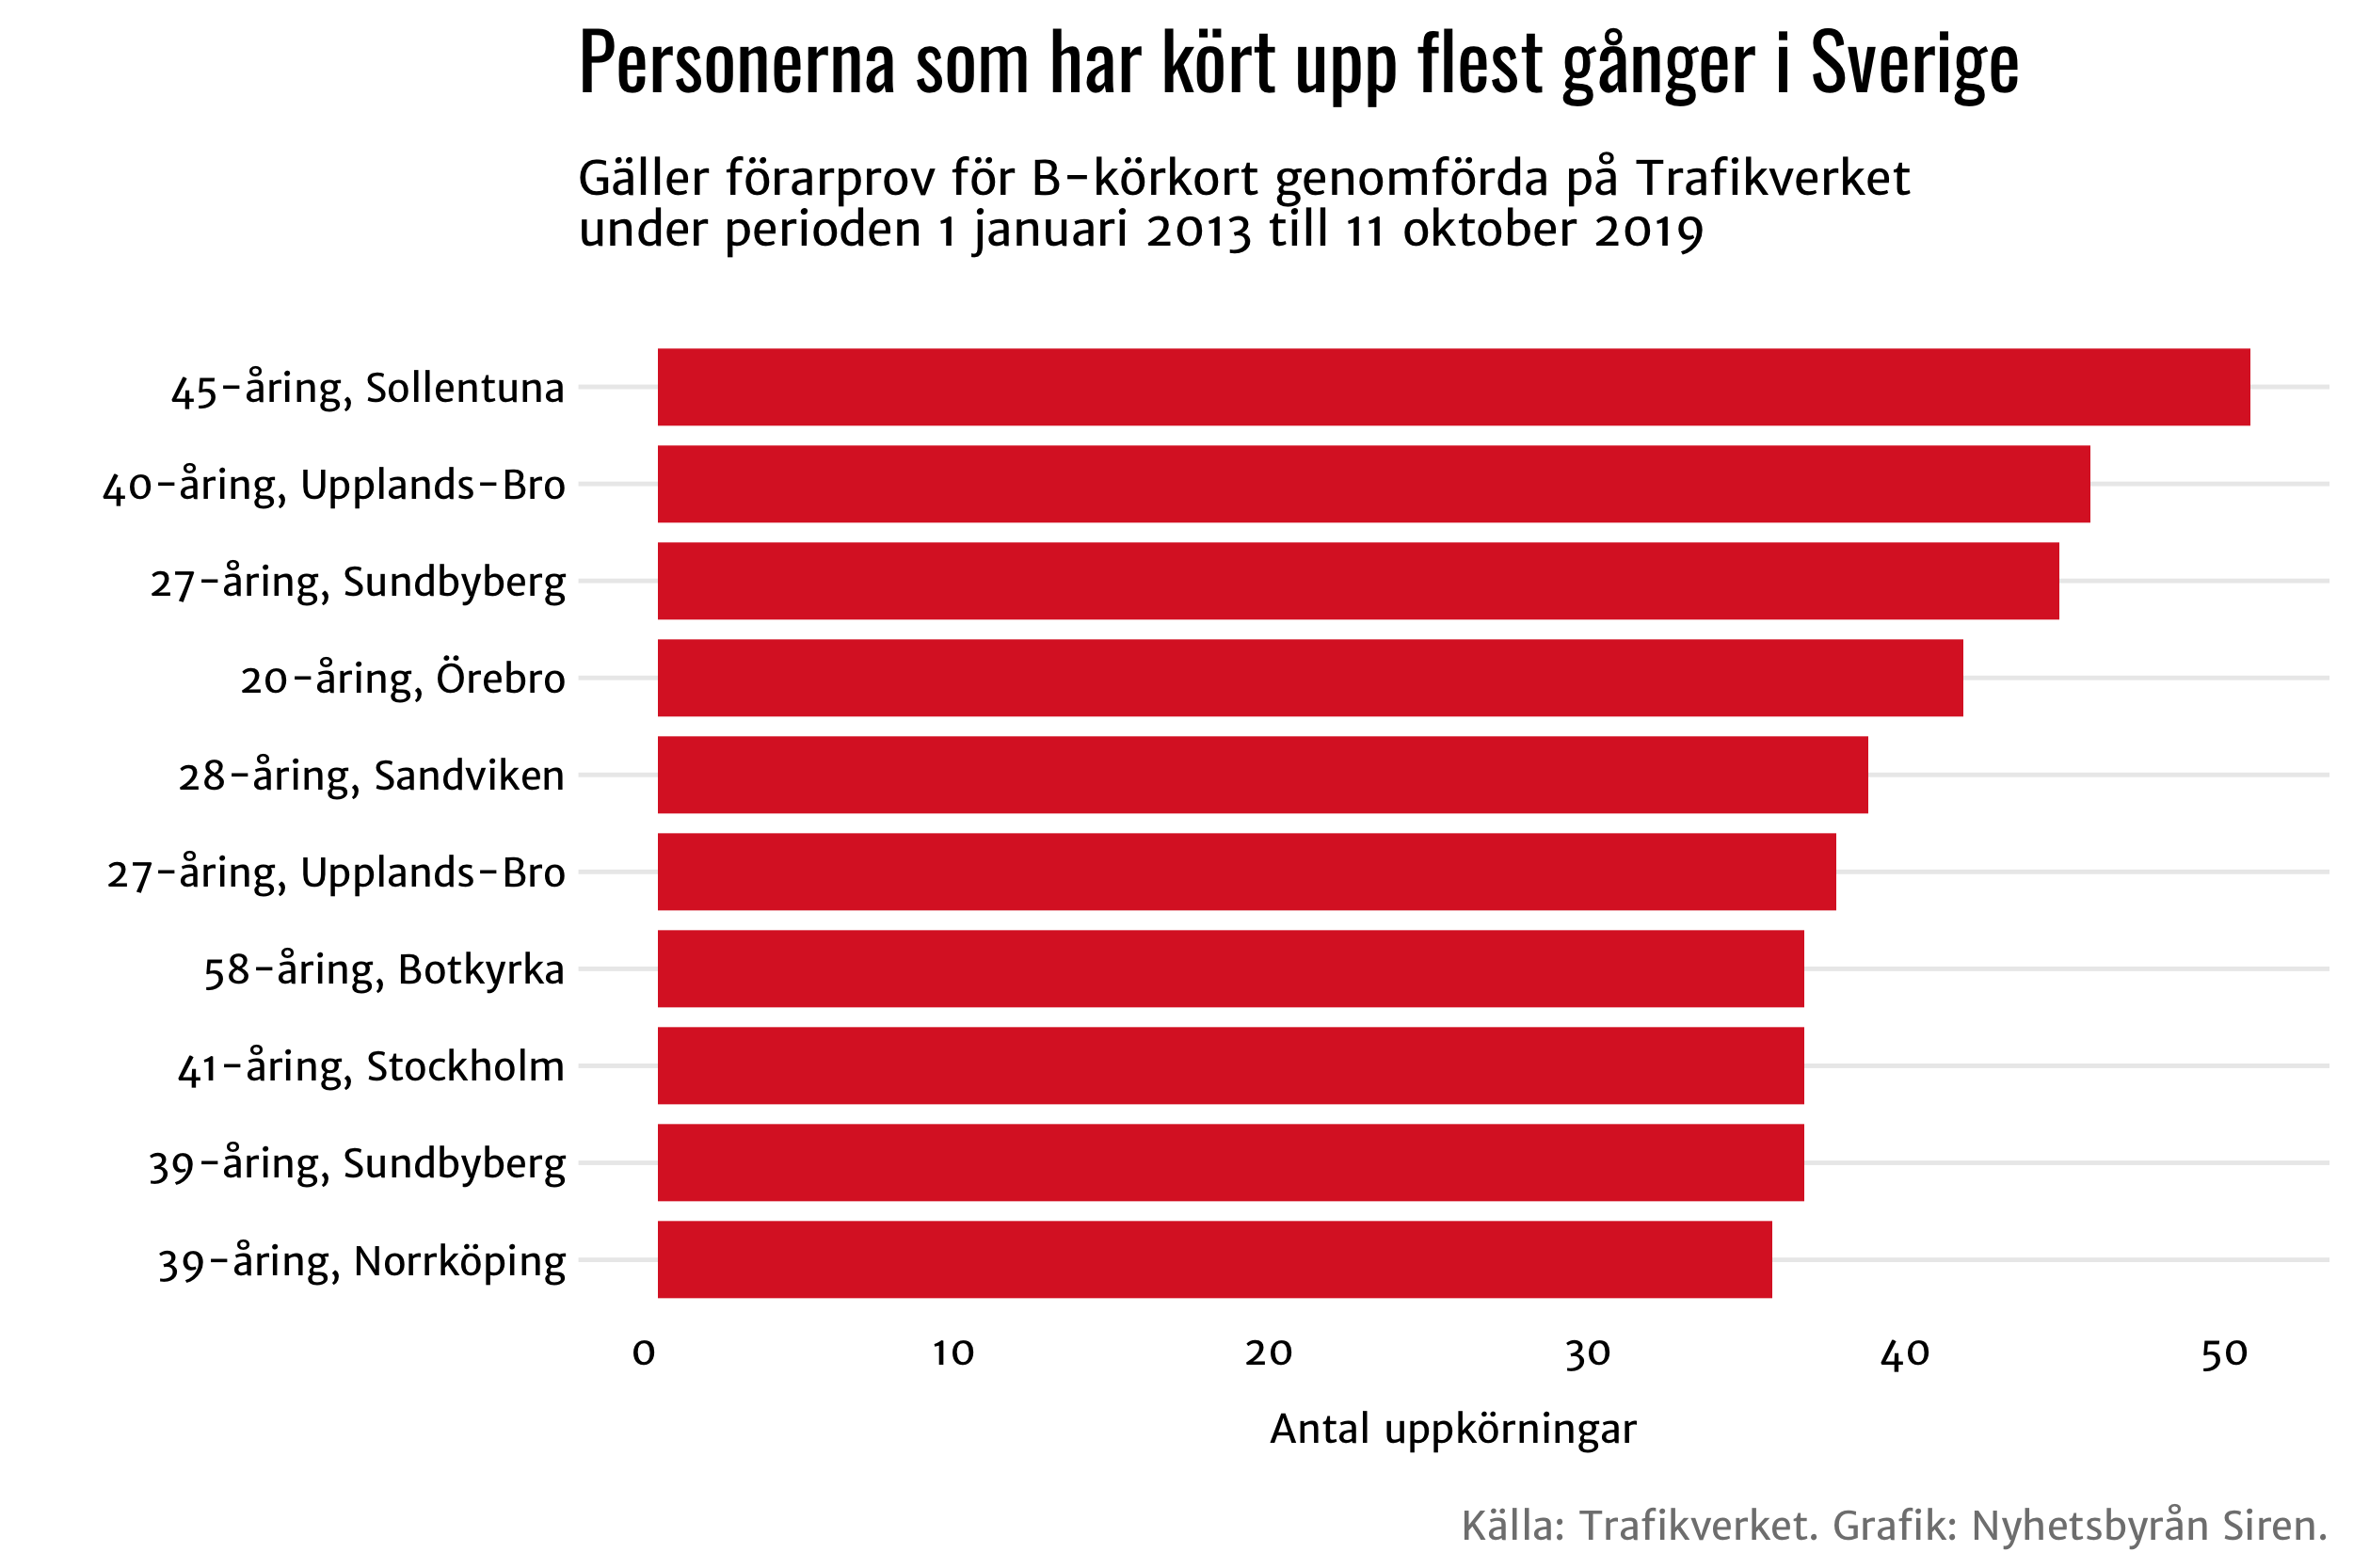 Personerna som har kört upp flest gånger i Sverige
Gäller förarprov för B-körkort genomförda på Trafikverket
under perioden 1 januari 2013 till 11 oktober 2019
45-åring, Sollentuna
40-årin, Upplands-Bro
27-åring, Sundbyberg
20-åring, Örebro
28-åring, Sandviken
27-åring, Upplands-Bro
58-åring, Botkyrka
41-åring, Stockholm
39-åring, Sundbyberg
39-åring, Norrköping
0 10 20 30 40 50
Antal uppkörningar
Källa: Trafikverket. Grafik: Nyhetsbyrån Siren.